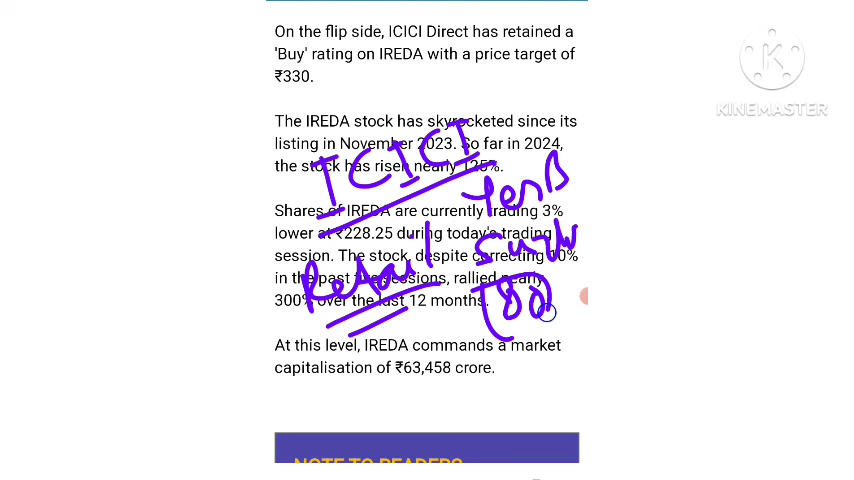 On the flip side, ICICI Direct has retained a
'Buy' rating on IREDA with a price target of
₹330.
KINEMASTER
The IREDA stock has skyrocketed since its
listing in November 2023. So far in 2024,
the stock has risen nearly 125%.
ICICI
Shares of IREDA are currently trading 3%
lower at ₹228.25 during today's trading
session. The stock, despite correcting 10%
in the past five sessions, rallied nearly
300% over the last 12 months.
Retail
At this level, IREDA commands a market
capitalisation of ₹63,458 crore.
NOTE TO READERS